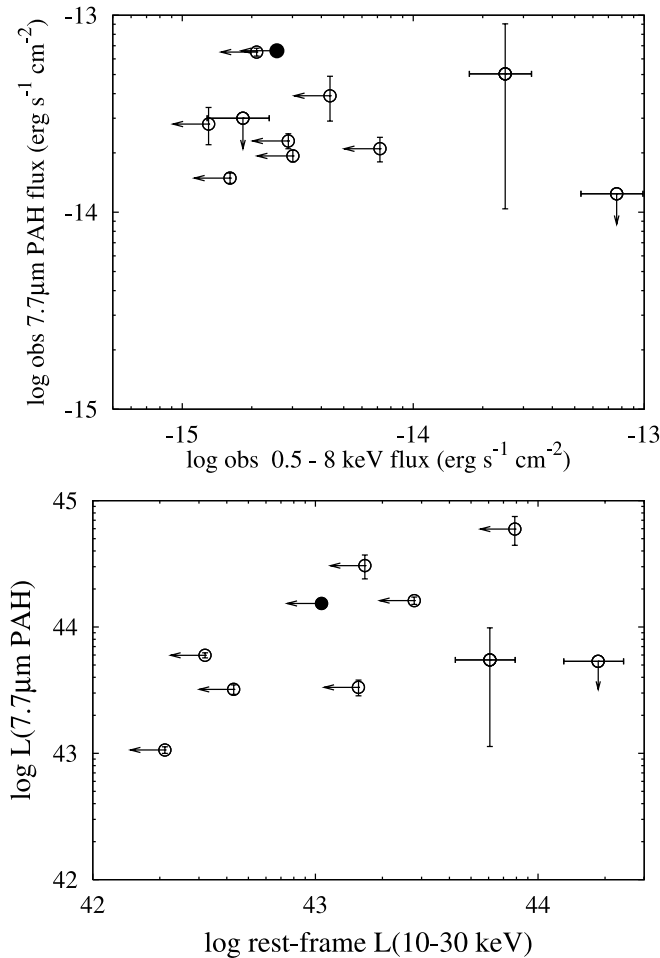 -13
-14
-15
log obs 7.7μm PAH flux (erg s⁻¹ cm⁻²)
-15 -14 -13
log obs 0.5 - 8 keV flux (erg s⁻¹ cm⁻²)
45
44
43
42
log L(7.7μm PAH)
42 43 44
log rest-frame L(10-30 keV)